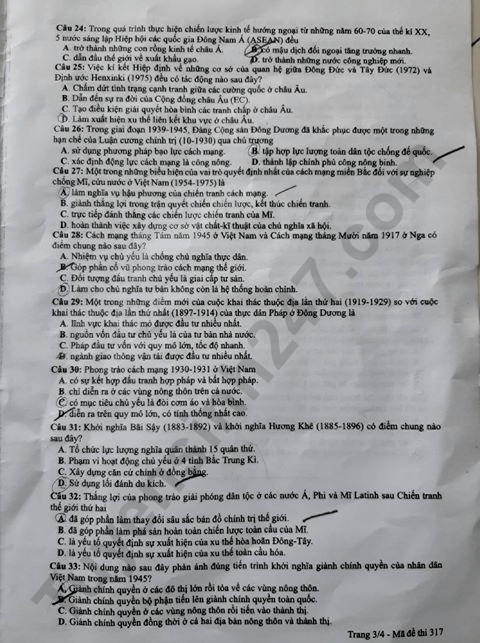 Câu 24: Trong quá trình thực hiện chiến lược kinh tế hướng ngoại từ những năm 60-70 của thế kỉ XX,
5 nước sáng lập Hiệp hội các quốc gia Đông Nam Á (ASEAN) đều
A. trở thành những con rồng kinh tế châu Á. B. có mậu dịch đối ngoại tăng trưởng nhanh.
C. dẫn đầu thế giới về xuất khẩu gạo. D. trở thành những nước công nghiệp mới.
Câu 25: Việc kí kết Hiệp định về những cơ sở của quan hệ giữa Đông Đức và Tây Đức (1972) và
Định ước Henxinki (1975) đều có tác động nào sau đây?
A. Chấm dứt tình trạng cạnh tranh giữa các cường quốc ở châu Âu.
B. Dẫn đến sự ra đời của Cộng đồng châu Âu (EC).
C. Tạo điều kiện giải quyết hòa bình các tranh chấp ở châu Âu.
D. Làm xuất hiện xu thế liên kết khu vực ở châu Âu.
Câu 26: Trong giai đoạn 1939-1945, Đảng Cộng sản Đông Dương đã khắc phục được một trong những
hạn chế của Luận cương chính trị (10-1930) qua chủ trương
A. sử dụng phương pháp bạo lực cách mạng. B. tập hợp lực lượng toàn dân tộc chống đế quốc.
C. xác định động lực cách mạng là công nông. D. thành lập chính phủ công nông binh.
Câu 27: Một trong những biểu hiện của vai trò quyết định nhất của cách mạng miền Bắc đối với sự nghiệp
chống Mĩ, cứu nước ở Việt Nam (1954-1975) là
A. làm nghĩa vụ hậu phương của chiến tranh cách mạng.
B. giành thắng lợi trong trận quyết chiến chiến lược, kết thúc chiến tranh.
C. trực tiếp đánh thắng các chiến lược chiến tranh của Mĩ.
D. hoàn thành việc xây dựng cơ sở vật chất-kĩ thuật của chủ nghĩa xã hội.
Câu 28: Cách mạng tháng Tám năm 1945 ở Việt Nam và Cách mạng tháng Mười năm 1917 ở Nga có
điểm chung nào sau đây?
A. Nhiệm vụ chủ yếu là chống chủ nghĩa thực dân.
B. Góp phần cổ vũ phong trào cách mạng thế giới.
C. Đối tượng đấu tranh chủ yếu là giai cấp tư sản.
D. Làm cho chủ nghĩa tư bản không còn là hệ thống hoàn chỉnh.
Câu 29: Một trong những điểm mới của cuộc khai thác thuộc địa lần thứ hai (1919-1929) so với cuộc
khai thác thuộc địa lần thứ nhất (1897-1914) của thực dân Pháp ở Đông Dương là
A. lĩnh vực khai thác mỏ được đầu tư nhiều nhất.
B. nguồn vốn đầu tư chủ yếu là của tư bản nhà nước.
C. Pháp đầu tư vốn với quy mô lớn, tốc độ nhanh.
D. ngành giao thông vận tải được đầu tư nhiều nhất.
Câu 30: Phong trào cách mạng 1930-1931 ở Việt Nam
A. có sự kết hợp đấu tranh hợp pháp và bất hợp pháp.
B. chỉ diễn ra ở các vùng nông thôn trên cả nước.
C. có mục tiêu chủ yếu là đòi cơm áo và hòa bình.
D. diễn ra trên quy mô lớn, có tính thống nhất cao.
Câu 31: Khởi nghĩa Bãi Sậy (1883-1892) và khởi nghĩa Hương Khê (1885-1896) có điểm chung nào
sau đây?
A. Tổ chức lực lượng nghĩa quân thành 15 quân thứ.
B. Phạm vi hoạt động chủ yếu ở 4 tỉnh Bắc Trung Kì.
C. Xây dựng căn cứ chính ở đồng bằng.
D. Sử dụng lối đánh du kích.
Câu 32: Thắng lợi của phong trào giải phóng dân tộc ở các nước Á, Phi và Mĩ Latinh sau Chiến tranh
thế giới thứ hai
A. đã góp phần làm thay đổi sâu sắc bản đồ chính trị thế giới.
B. đã góp phần làm phá sản hoàn toàn chiến lược toàn cầu của Mĩ.
C. là yếu tố quyết định sự xuất hiện của xu thế hòa hoãn Đông-Tây.
D. là yếu tố quyết định sự xuất hiện của xu thế toàn cầu hóa.
Câu 33: Nội dung nào sau đây phản ánh đúng tiến trình khởi nghĩa giành chính quyền của nhân dân
Việt Nam trong năm 1945?
A. Giành chính quyền ở các đô thị lớn rồi tỏa về các vùng nông thôn.
B. Giành chính quyền bộ phận tiến lên giành chính quyền toàn quốc.
C. Giành chính quyền ở các vùng nông thôn rồi tiến vào thành thị.
D. Giành chính quyền đồng thời ở cả hai địa bàn nông thôn và thành thị.
Trang 3/4 - Mã đề thi 317